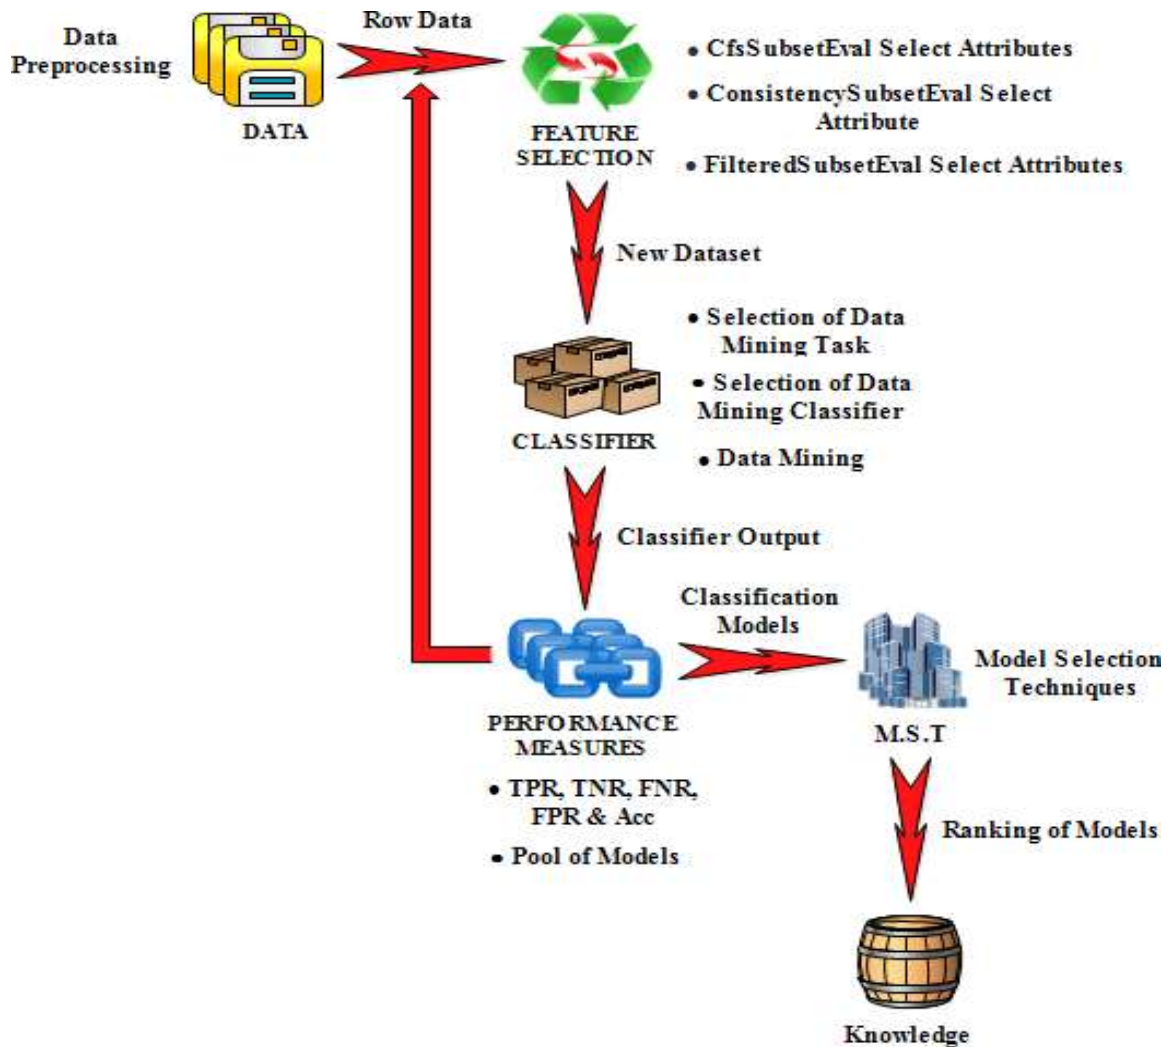 Data
Preprocessing
DATA
Row Data
FEATURE
SELECTION
• CfsSubsetEval Select Attributes
• ConsistencySubsetEval Select
Attribute
• FilteredSubsetEval Select Attributes
New Dataset
CLASSIFIER
• Selection of Data
Mining Task
• Selection of Data
Mining Classifier
• Data Mining
Classifier Output
PERFORMANCE
MEASURES
• TPR, TNR, FNR,
FPR & Acc
• Pool of Models
Classification
Models
M.S.T
Model Selection
Techniques
Ranking of Models
Knowledge